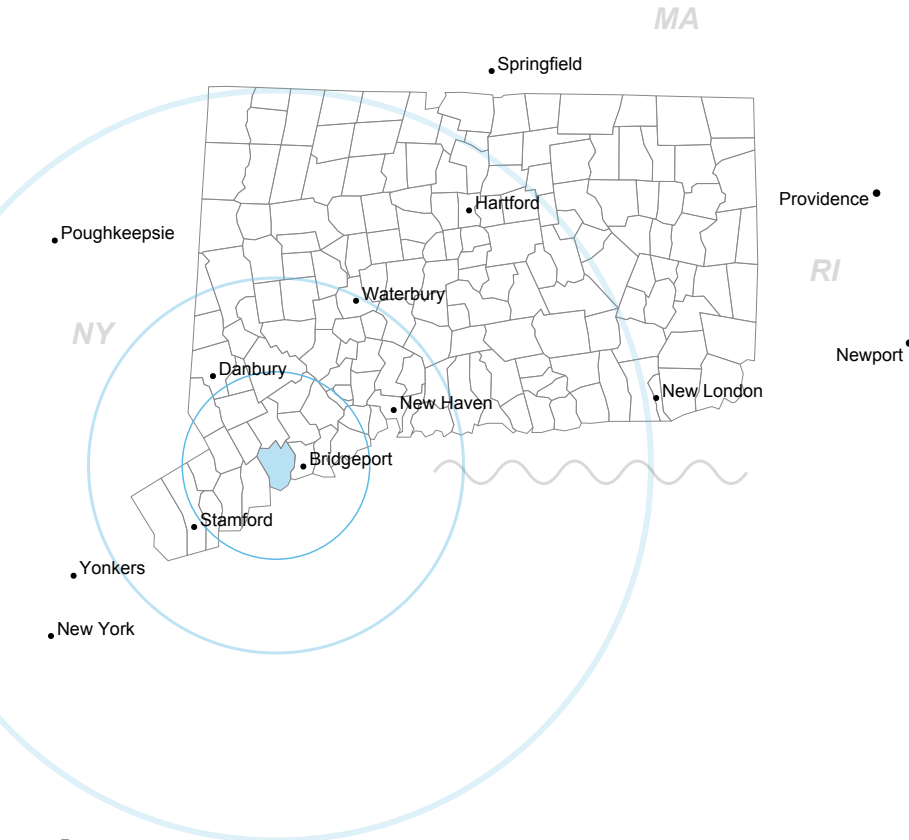 MA
Springfield
Hartford
Providence
Poughkeepsie
RI
Waterbury
NY
Newport
Danbury
New London
New Haven
Bridgeport
Stamford
Yonkers
New York